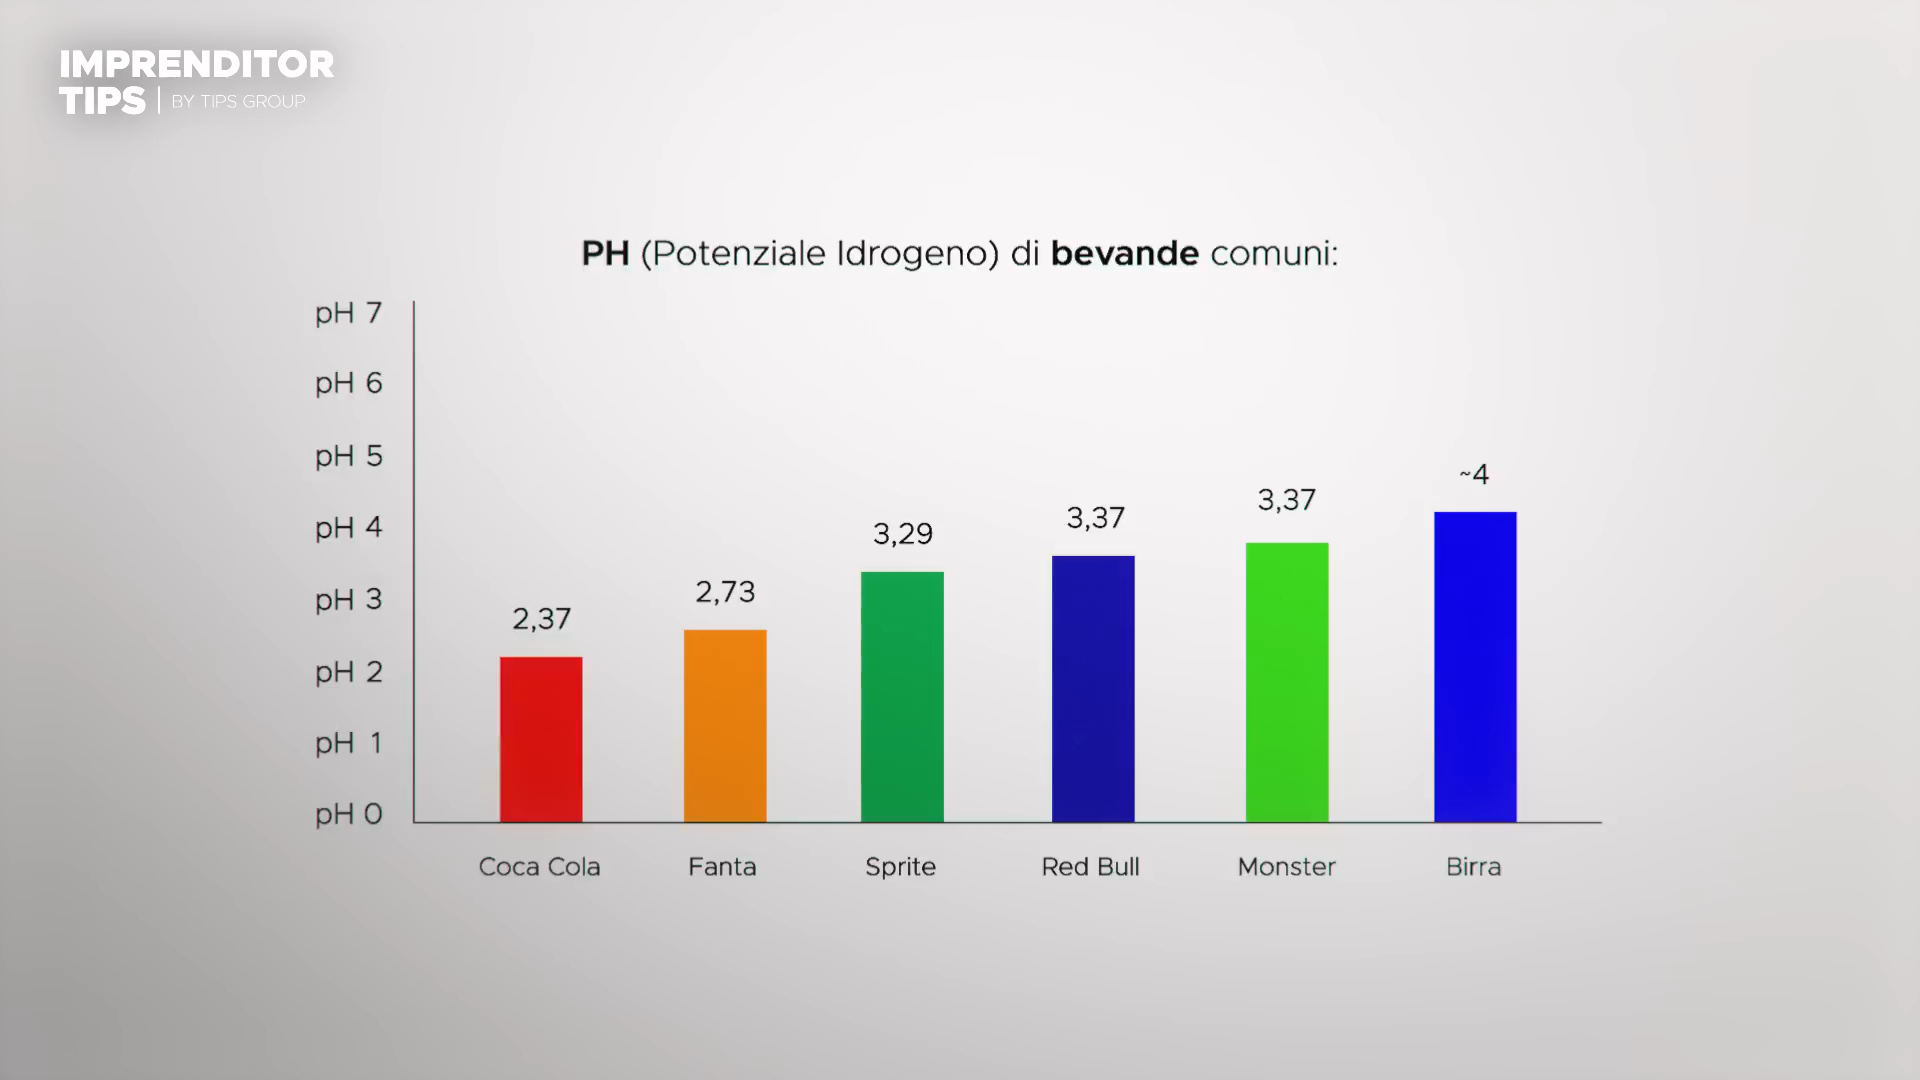 IMPRENDITOR
TIPS | BY TIPS GROUP
PH (Potenziale Idrogeno) di bevande comuni:
pH 7
pH 6
pH 5
pH 4
pH 3
pH 2
pH 1
pH 0
2,37
2,73
3,29
3,37
3,37
~4
Coca Cola
Fanta
Sprite
Red Bull
Monster
Birra